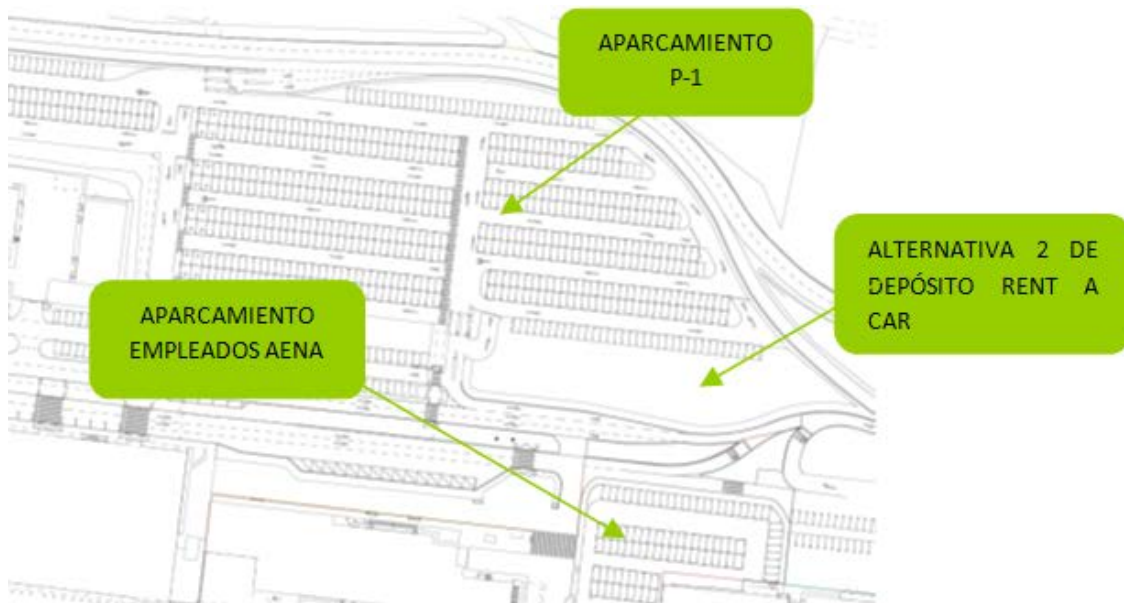 APARCAMIENTO
P-1
ALTERNATIVA 2 DE
DEPÓSITO RENT A
CAR
APARCAMIENTO
EMPLEADOS AENA